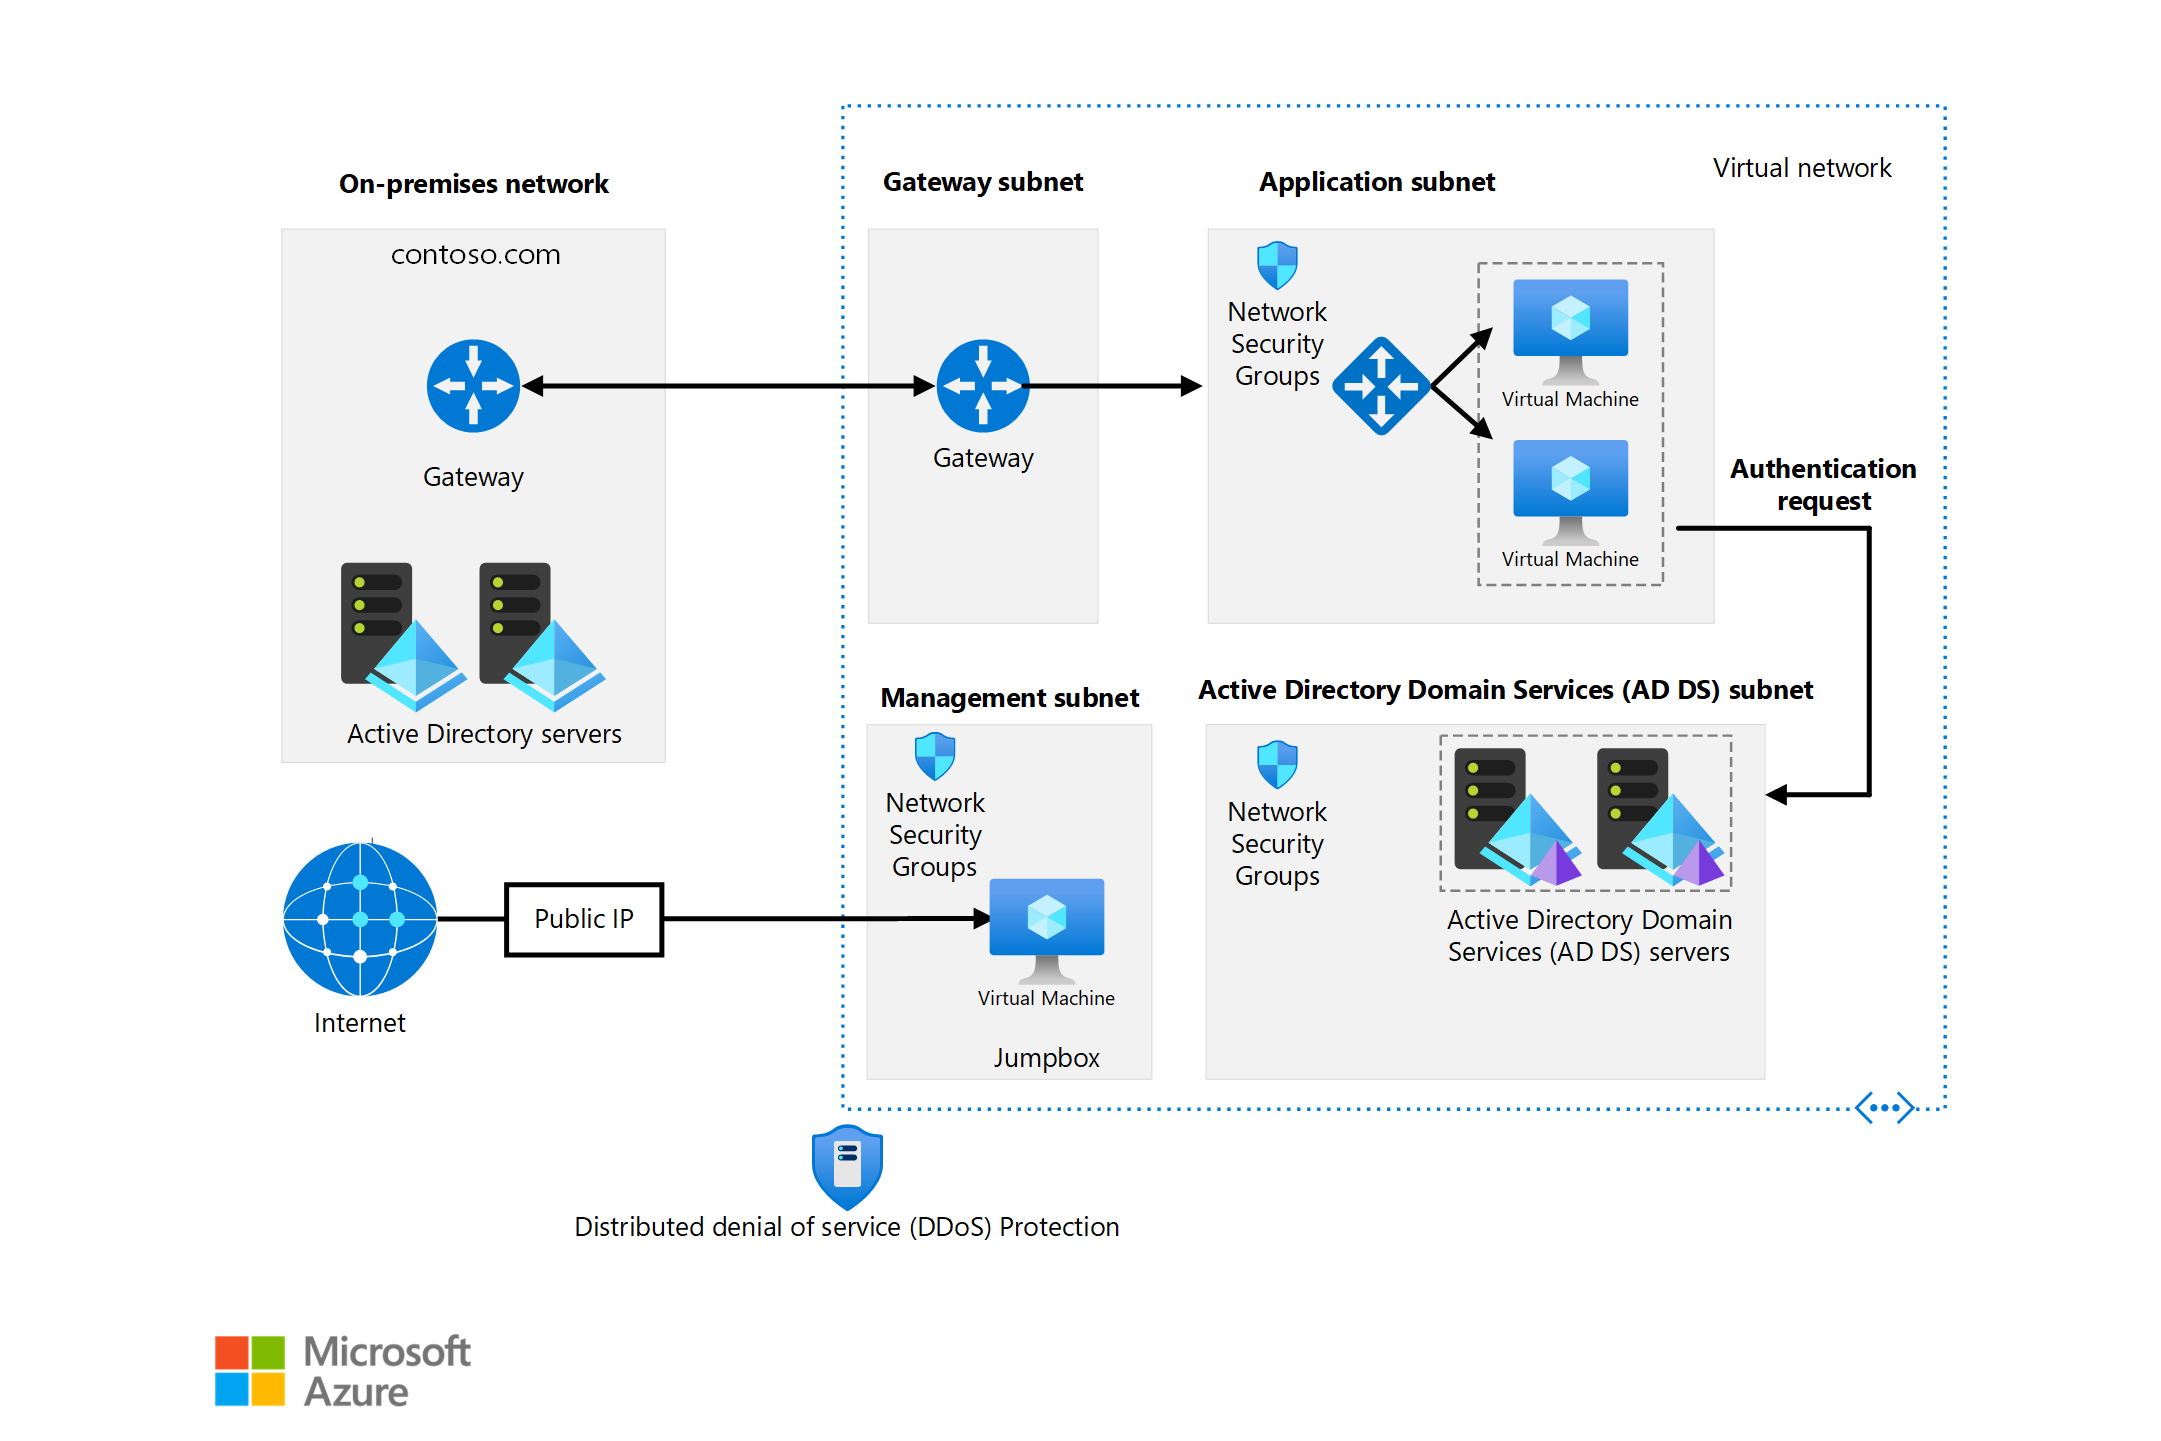 Virtual network
On-premises network
contoso.com
Gateway
Active Directory servers
Gateway subnet
Gateway
Application subnet
Network
Security
Groups
Virtual Machine
Virtual Machine
Authentication
request
Management subnet
Network
Security
Groups
Virtual Machine
Jumpbox
Active Directory Domain Services (AD DS) subnet
Network
Security
Groups
Active Directory Domain
Services (AD DS) servers
Public IP
Internet
Distributed denial of service (DDoS) Protection
Microsoft
Azure